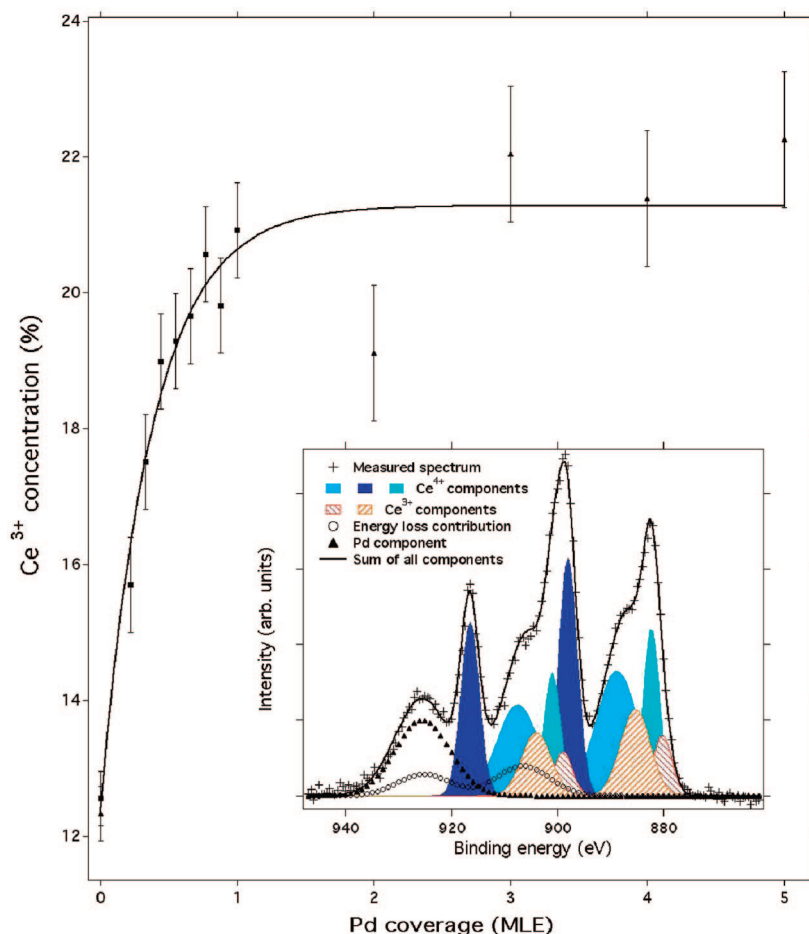 24
22
20
18
16
14
12
Ce3+ concentration (%)
0
1
2
3
4
5
Pd coverage (MLE)
Measured spectrum
Ce4+ components
Ce3+ components
Energy loss contribution
Pd component
Sum of all components
Intensity (arb. units)
940
920
900
880
Binding energy (eV)